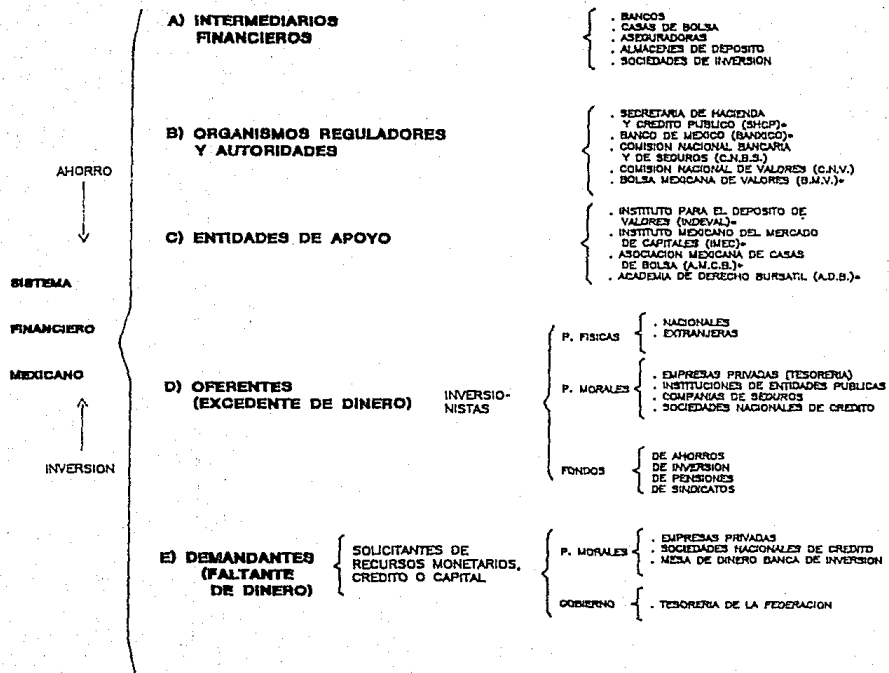 AHORRO
SISTEMA
FINANCIERO
MEXICANO
INVERSION
A) INTERMEDIARIOS
FINANCIEROS
. BANCOS
. CASAS DE BOLSA
. ASEGURADORAS
. ALMACENES DE DEPOSITO
. SOCIEDADES DE INVERSION
B) ORGANISMOS REGULADORES
Y AUTORIDADES
. SECRETARIA DE HACIENDA
Y CREDITO PUBLICO (SHCP)*
. BANCO DE MEXICO (BANXICO)*
. COMISION NACIONAL BANCARIA
Y DE SEGUROS (C.N.B.S.)
. COMISION NACIONAL DE VALORES (C.N.V.)
. BOLSA MEXICANA DE VALORES (B.M.V.)*
C) ENTIDADES DE APOYO
. INSTITUTO PARA EL DEPOSITO DE
VALORES (INDEVAL)*
. INSTITUTO MEXICANO DEL MERCADO
DE CAPITALES (IMEC)*
. ASOCIACION MEXICANA DE CASAS
DE BOLSA (A.M.C.B.)*
. ACADEMIA DE DERECHO BURSATIL (A.D.B.)*
D) OFERENTES
(EXCEDENTE DE DINERO)
INVERSIO-
NISTAS
P. FISICAS
. NACIONALES
. EXTRANJERAS
P. MORALES
. EMPRESAS PRIVADAS (TESORERIA)
. INSTITUCIONES DE ENTIDADES PUBLICAS
. COMPANIAS DE SEGUROS
. SOCIEDADES NACIONALES DE CREDITO
FONDOS
DE AHORROS
DE INVERSION
DE PENSIONES
DE SINDICATOS
E) DEMANDANTES
(FALTANTE
DE DINERO)
SOLICITANTES DE
RECURSOS MONETARIOS,
CREDITO O CAPITAL
P. MORALES
. EMPRESAS PRIVADAS
. SOCIEDADES NACIONALES DE CREDITO
. MESA DE DINERO BANCA DE INVERSION
GOBIERNO
. TESORERIA DE LA FEDERACION